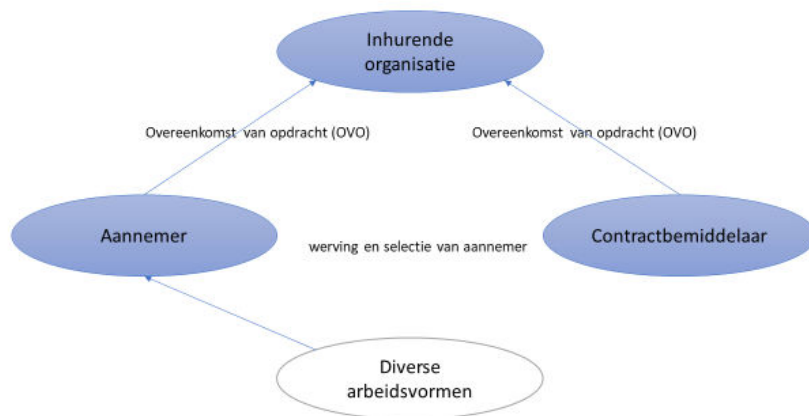 Inhurende
organisatie
Overeenkomst van opdracht (OVO)
Overeenkomst van opdracht (OVO)
Aannemer
werving en selectie van aannemer
Contractbemiddelaar
Diverse
arbeidsvormen